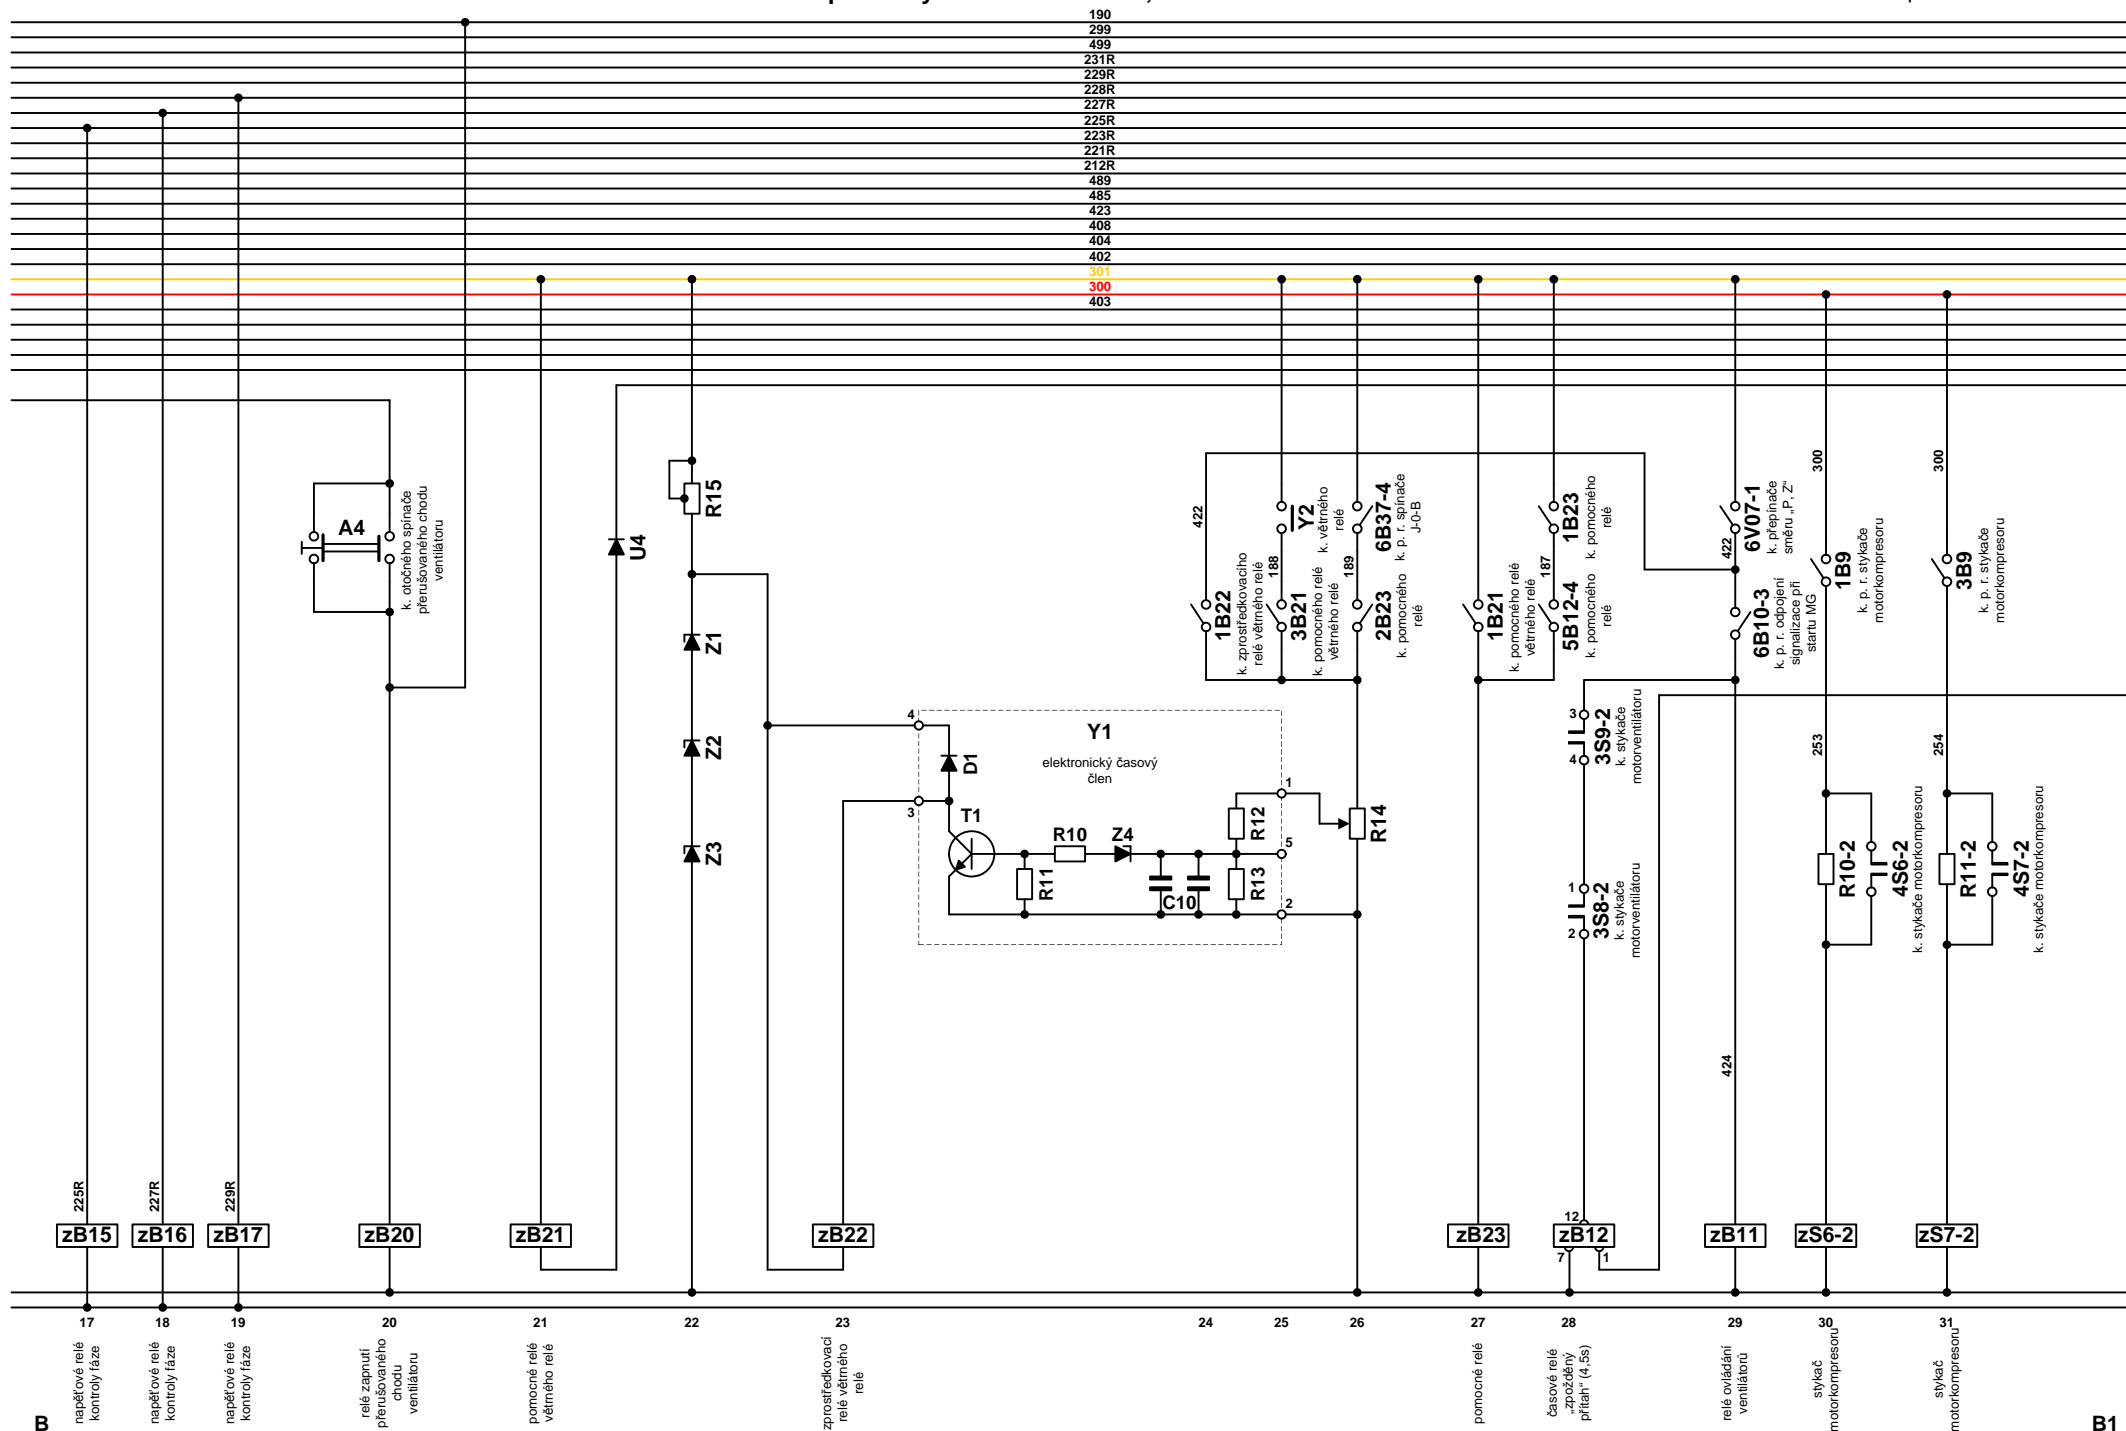 190
299
499
231R
229R
228R
227R
225R
223R
221R
212R
489
485
423
408
404
402
301
300
403
A4
k. otočného spínače
přerušovaného chodu
ventilátoru
U4
R15
Z1
Z2
Z3
422
1B22
k. zprostředkovacího
relé větrného relé
Y2
k. větrného
relé
188
3B21
k. pomocného relé
větrného relé
6B37-4
k. p. r. spínače
J-0-B
189
2B23
k. pomocného
relé
1B21
k. pomocného relé
větrného relé
1B23
k. pomocného
relé
187
5B12-4
k. pomocného
relé
6V07-1
k. přepínače
směru „P, Z“
422
6B10-3
k. p. r. odpojení
signalizace při
startu MG
300
1B9
k. p. r. stykače
motorkompresoru
300
3B9
k. p. r. stykače
motorkompresoru
4
Y1
elektronický časový
člen
D1
3
T1
R10
Z4
R11
C10
R12
R13
1
5
2
R14
3
3S9-2
4
k. stykače
motorventilátoru
1
3S8-2
2
k. stykače
motorventilátoru
253
R10-2
4S6-2
k. stykače motorkompresoru
254
R11-2
4S7-2
k. stykače motorkompresoru
424
225R
227R
229R
12
zB15
zB16
zB17
zB20
zB21
zB22
zB23
zB12
zB11
zS6-2
zS7-2
7
1
17
18
19
20
21
22
23
24
25
26
27
28
29
30
31
napěťové relé
kontroly fáze
napěťové relé
kontroly fáze
napěťové relé
kontroly fáze
relé zapnutí
přerušovaného
chodu
ventilátoru
pomocné relé
větrného relé
zprostředkovací
relé větrného
relé
pomocné relé
časové relé
„zpožděný
přítah“ (4,5s)
relé ovládání
ventilátorů
stykač
motorkompresoru
stykač
motorkompresoru
B
B1